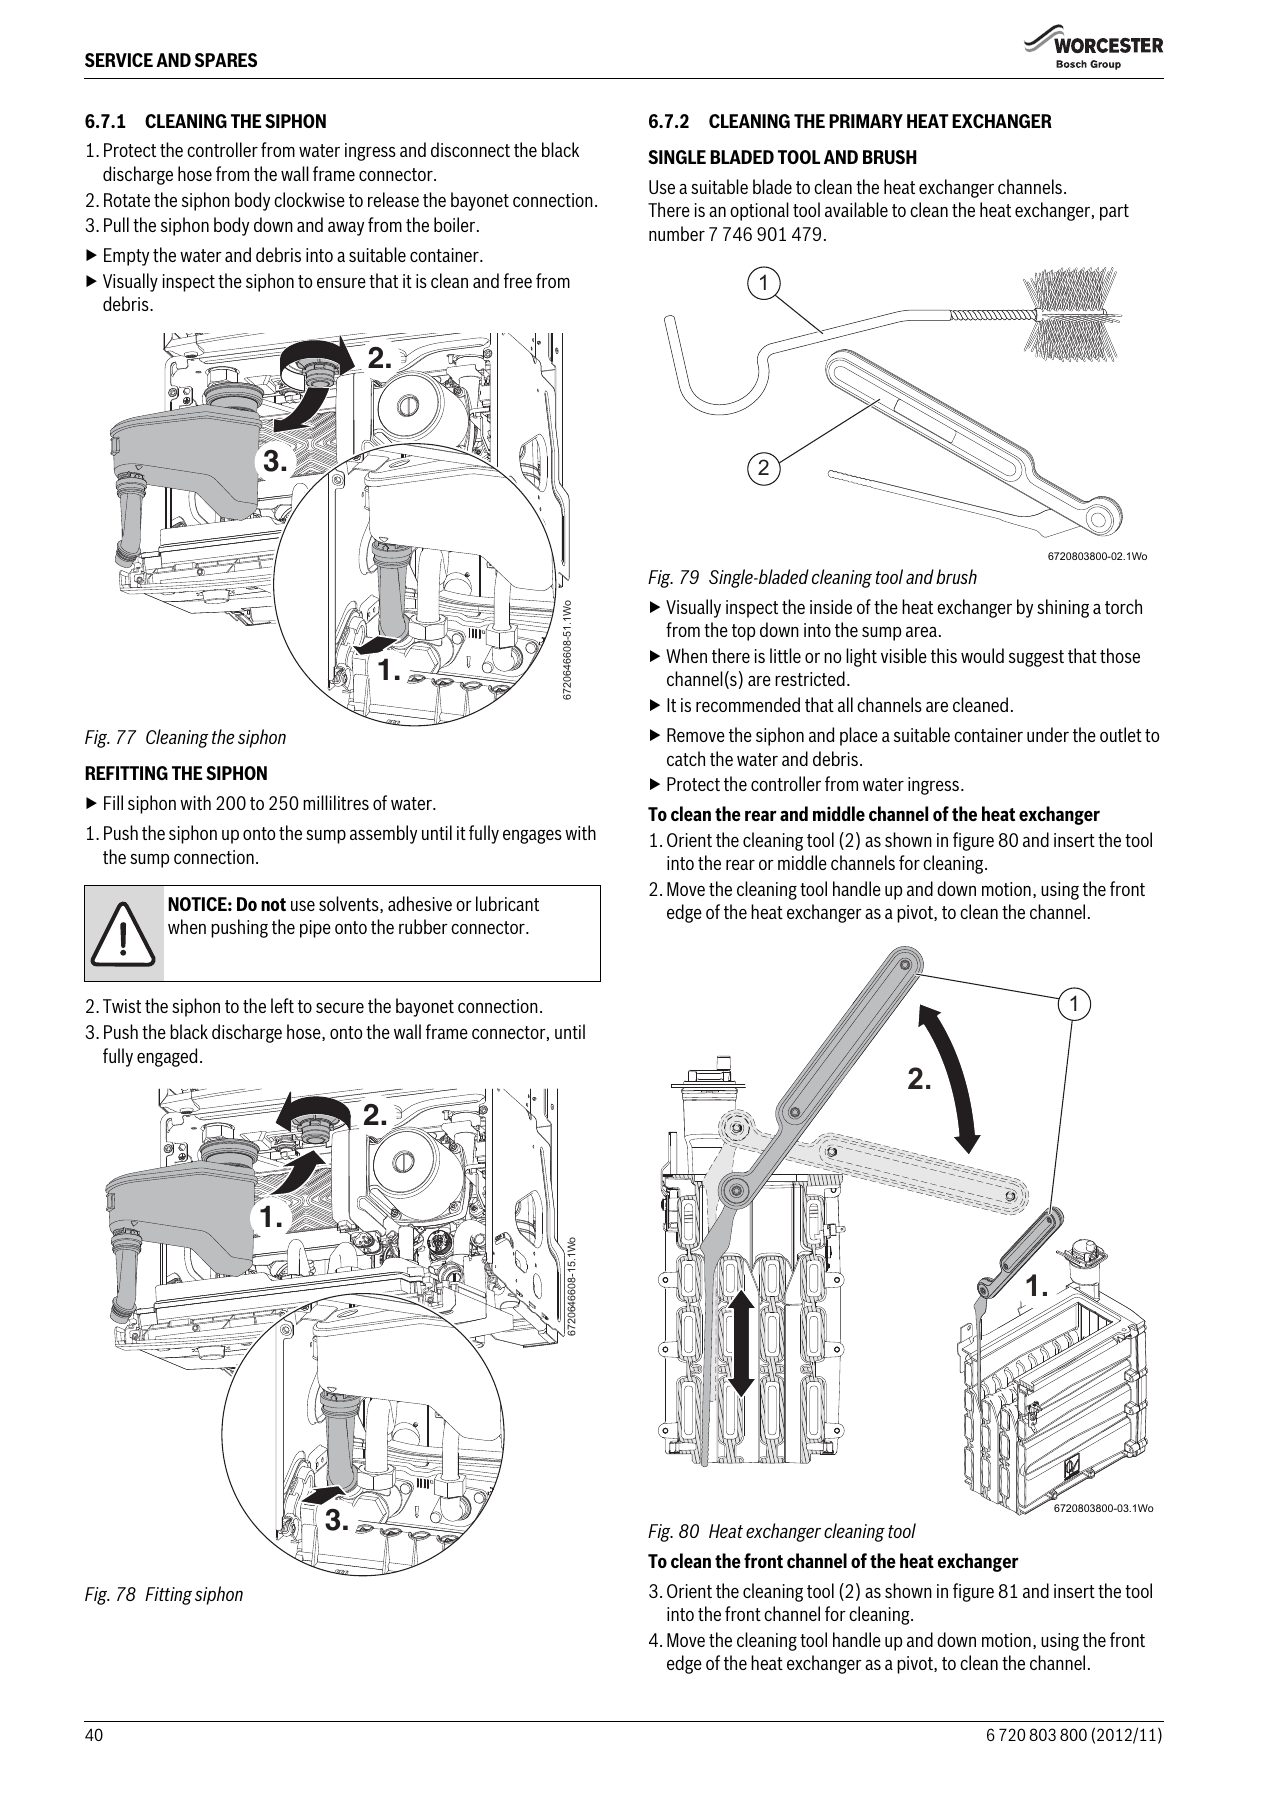 SERVICE AND SPARES
WORCESTER
Bosch Group
6.7.1 CLEANING THE SIPHON
1. Protect the controller from water ingress and disconnect the black
discharge hose from the wall frame connector.
2. Rotate the siphon body clockwise to release the bayonet connection.
3. Pull the siphon body down and away from the boiler.
▶ Empty the water and debris into a suitable container.
▶ Visually inspect the siphon to ensure that it is clean and free from
debris.
2.
3.
1.
6720646608-51.1Wo
Fig. 77 Cleaning the siphon
REFITTING THE SIPHON
▶ Fill siphon with 200 to 250 millilitres of water.
1. Push the siphon up onto the sump assembly until it fully engages with
the sump connection.
NOTICE: Do not use solvents, adhesive or lubricant
when pushing the pipe onto the rubber connector.
2. Twist the siphon to the left to secure the bayonet connection.
3. Push the black discharge hose, onto the wall frame connector, until
fully engaged.
2.
1.
3.
6720646608-15.1Wo
Fig. 78 Fitting siphon
6.7.2 CLEANING THE PRIMARY HEAT EXCHANGER
SINGLE BLADED TOOL AND BRUSH
Use a suitable blade to clean the heat exchanger channels.
There is an optional tool available to clean the heat exchanger, part
number 7 746 901 479.
1
2
6720803800-02.1Wo
Fig. 79 Single-bladed cleaning tool and brush
▶ Visually inspect the inside of the heat exchanger by shining a torch
from the top down into the sump area.
▶ When there is little or no light visible this would suggest that those
channel(s) are restricted.
▶ It is recommended that all channels are cleaned.
▶ Remove the siphon and place a suitable container under the outlet to
catch the water and debris.
▶ Protect the controller from water ingress.
To clean the rear and middle channel of the heat exchanger
1. Orient the cleaning tool (2) as shown in figure 80 and insert the tool
into the rear or middle channels for cleaning.
2. Move the cleaning tool handle up and down motion, using the front
edge of the heat exchanger as a pivot, to clean the channel.
1
2.
1.
6720803800-03.1Wo
Fig. 80 Heat exchanger cleaning tool
To clean the front channel of the heat exchanger
3. Orient the cleaning tool (2) as shown in figure 81 and insert the tool
into the front channel for cleaning.
4. Move the cleaning tool handle up and down motion, using the front
edge of the heat exchanger as a pivot, to clean the channel.
40
6 720 803 800 (2012/11)